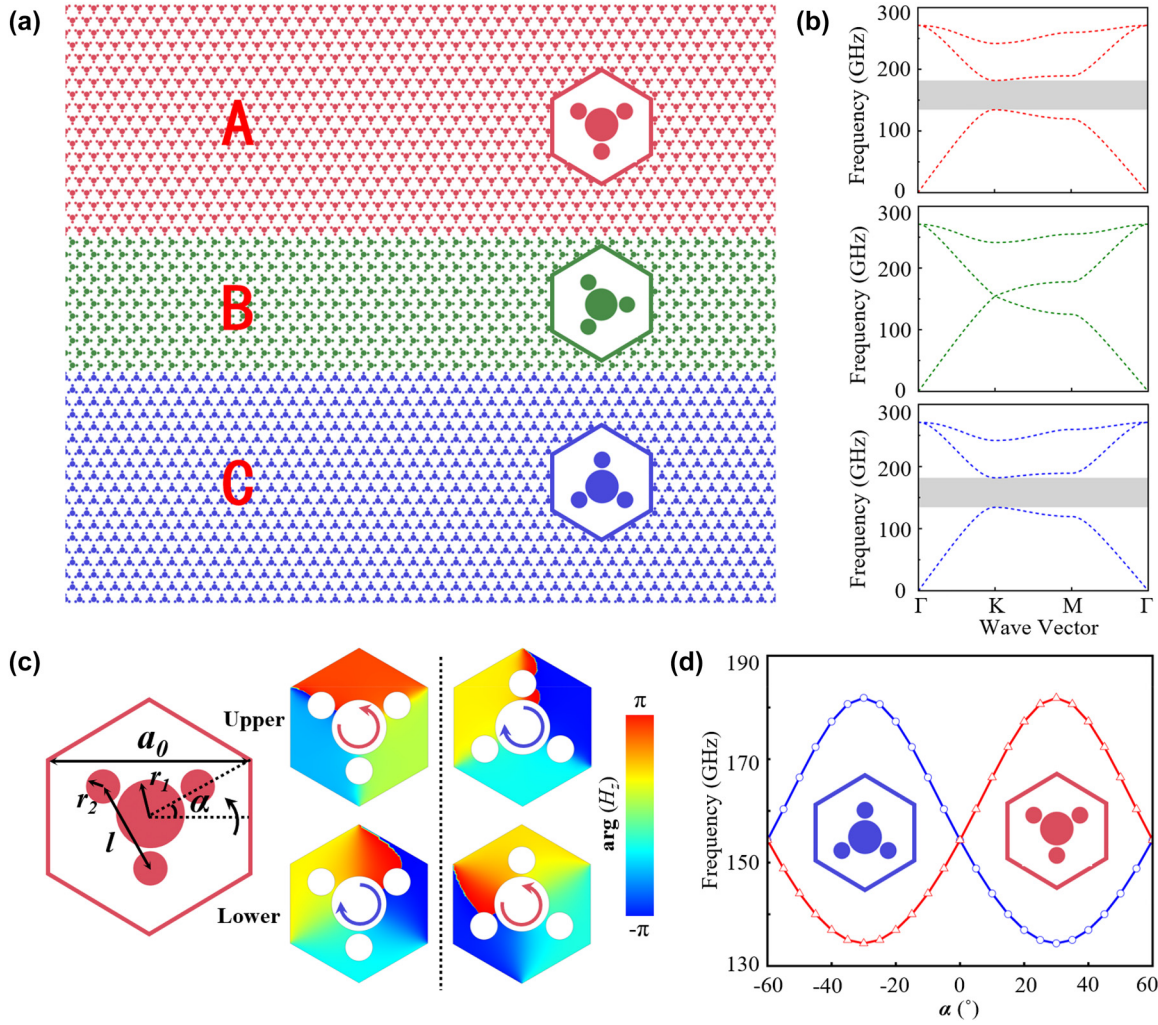 (a)
A
B
C
(b)
300
200
100
0
Frequency (GHz)
300
200
100
0
Frequency (GHz)
300
200
100
0
Frequency (GHz)
Γ K M Γ
Wave Vector
(c)
a0
r1
r2
α
l
Upper
Lower
π
arg (Hz)
-π
(d)
190
170
150
130
Frequency (GHz)
-60 -40 -20 0 20 40 60
α (°)